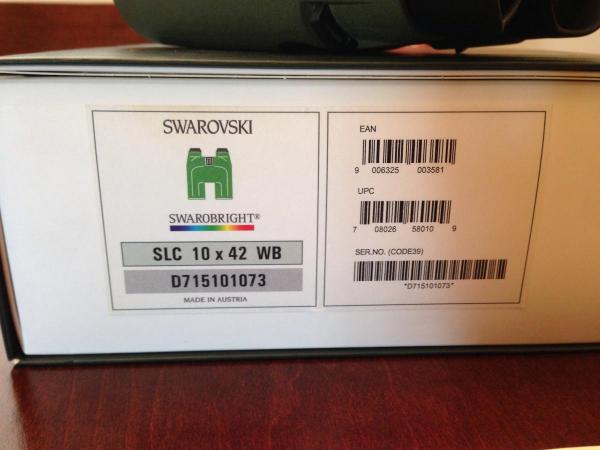 SWAROVSKI
SWAROBRIGHT®
SLC 10 x 42 WB
D715101073
MADE IN AUSTRIA
EAN
9 006325 003581
UPC
7 08026 58010 9
SER.NO. (CODE39)
*D715101073*